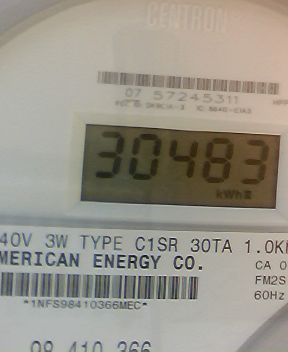 CENTRON
07 57245311
30483
kWh
40V 3W TYPE C1SR 30TA 1.0K
MERICAN ENERGY CO.
CA 0
FM2S
*1NFS98410366MEC*
60Hz
98 410 366